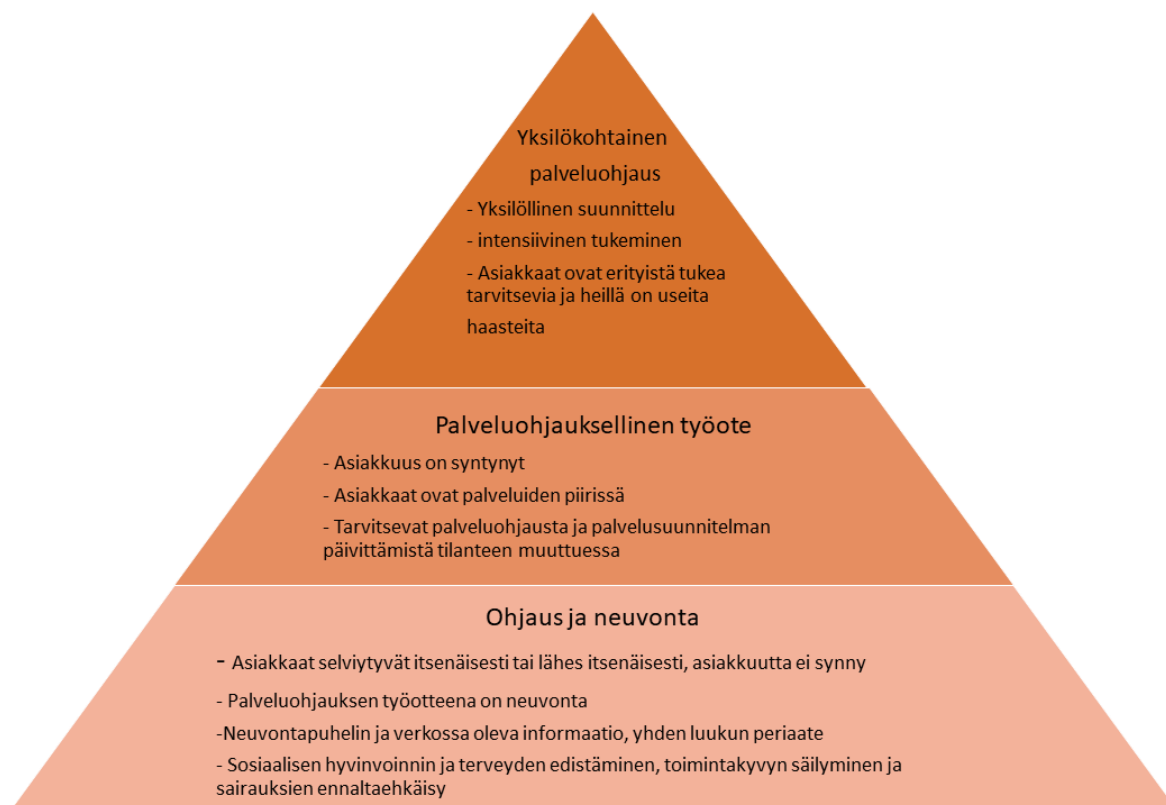 Yksilökohtainen
palveluohjaus
- Yksilöllinen suunnittelu
- intensiivinen tukeminen
- Asiakkaat ovat erityistä tukea
tarvitsevia ja heillä on useita
haasteita
Palveluohjauksellinen työote
- Asiakkuus on syntynyt
- Asiakkaat ovat palveluiden piirissä
- Tarvitsevat palveluohjausta ja palvelusuunnitelman
päivittämistä tilanteen muuttuessa
Ohjaus ja neuvonta
- Asiakkaat selviytyvät itsenäisesti tai lähes itsenäisesti, asiakkuutta ei synny
- Palveluohjauksen työotteena on neuvonta
-Neuvontapuhelin ja verkossa oleva informaatio, yhden luukun periaate
- Sosiaalisen hyvinvoinnin ja terveyden edistäminen, toimintakyvyn säilyminen ja
sairauksien ennaltaehkäisy